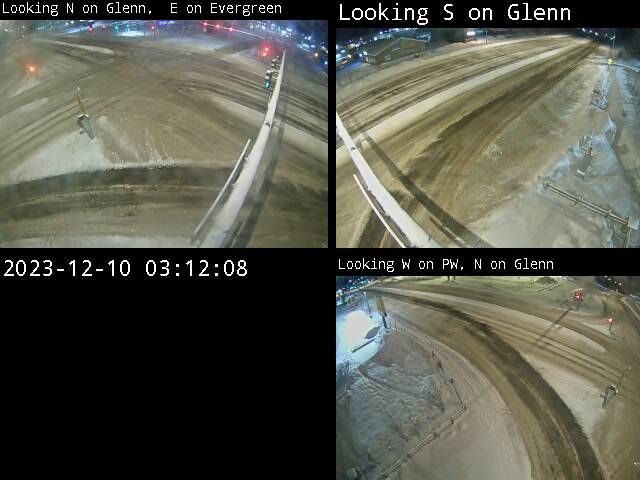 Looking N on Glenn,  E on Evergreen
Looking S on Glenn
2023-12-10 03:12:08
Looking W on PW, N on Glenn